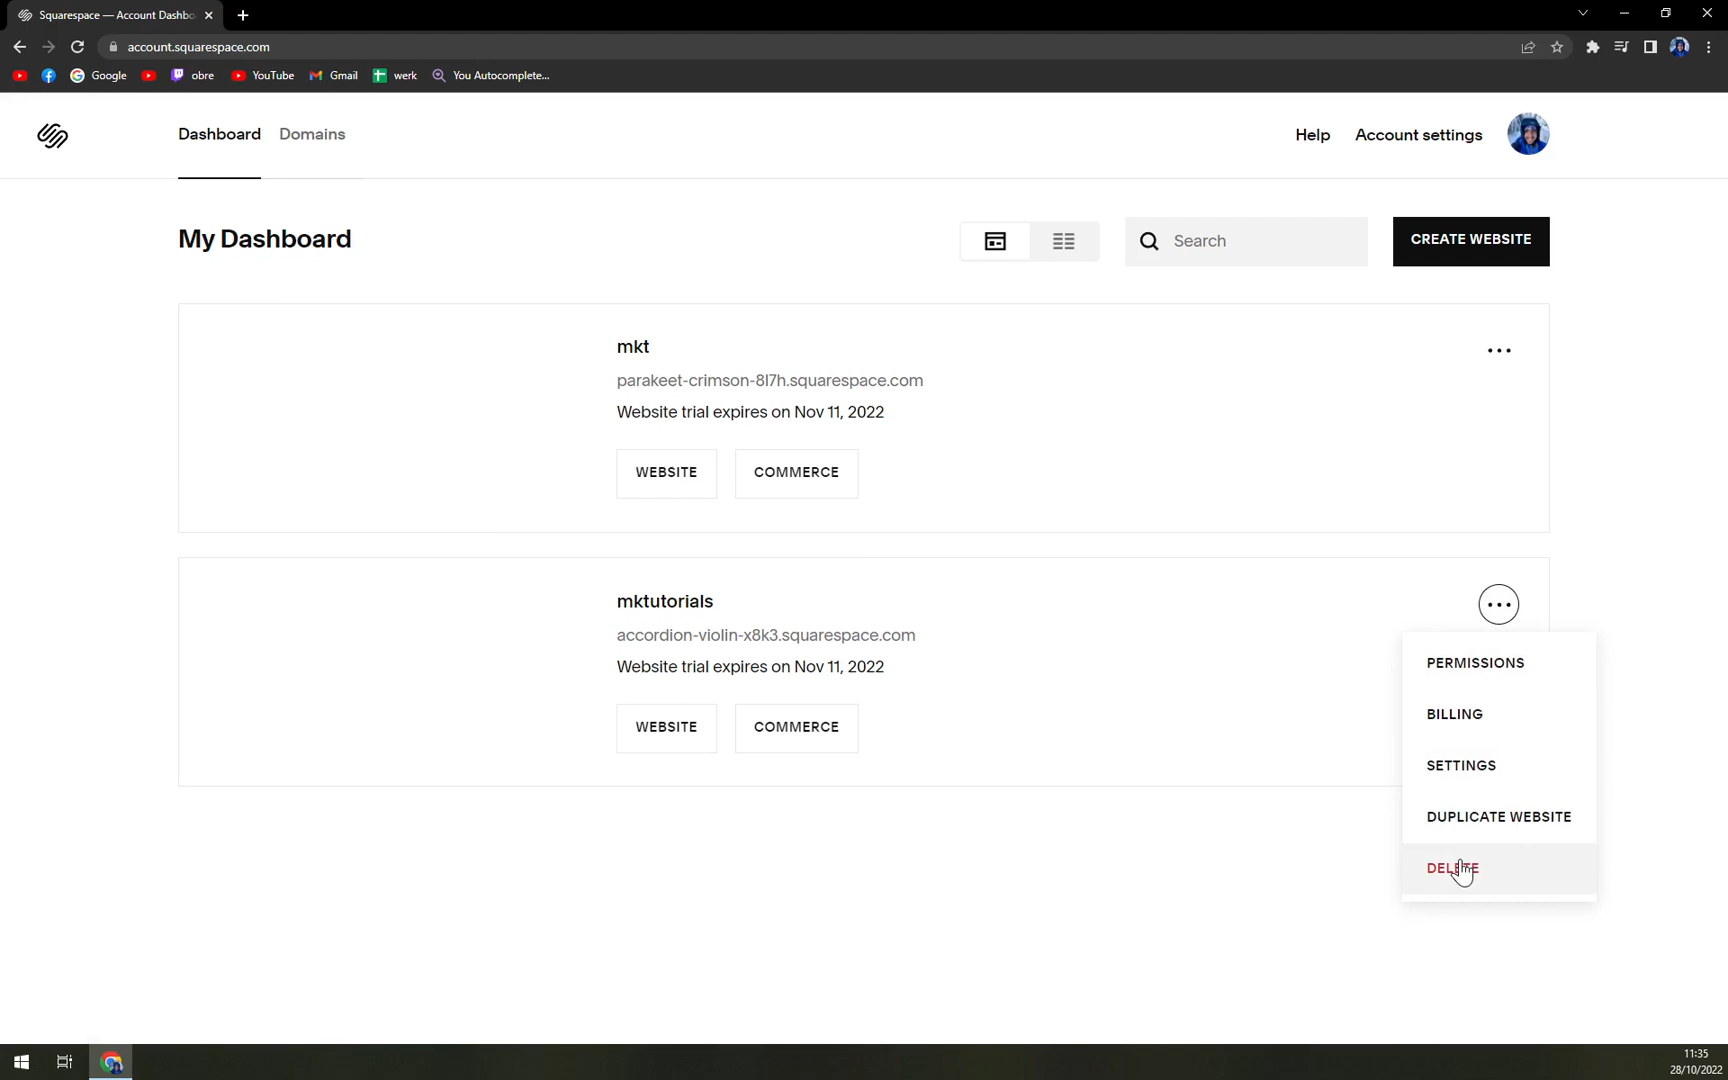 Squarespace — Account Dashbo
account.squarespace.com
Google
obre
YouTube
Gmail
werk
You Autocomplete...
Dashboard
Domains
Help
Account settings
My Dashboard
Search
CREATE WEBSITE
mkt
parakeet-crimson-8l7h.squarespace.com
Website trial expires on Nov 11, 2022
WEBSITE
COMMERCE
mktutorials
accordion-violin-x8k3.squarespace.com
Website trial expires on Nov 11, 2022
WEBSITE
COMMERCE
PERMISSIONS
BILLING
SETTINGS
DUPLICATE WEBSITE
DELETE
11:35
28/10/2022